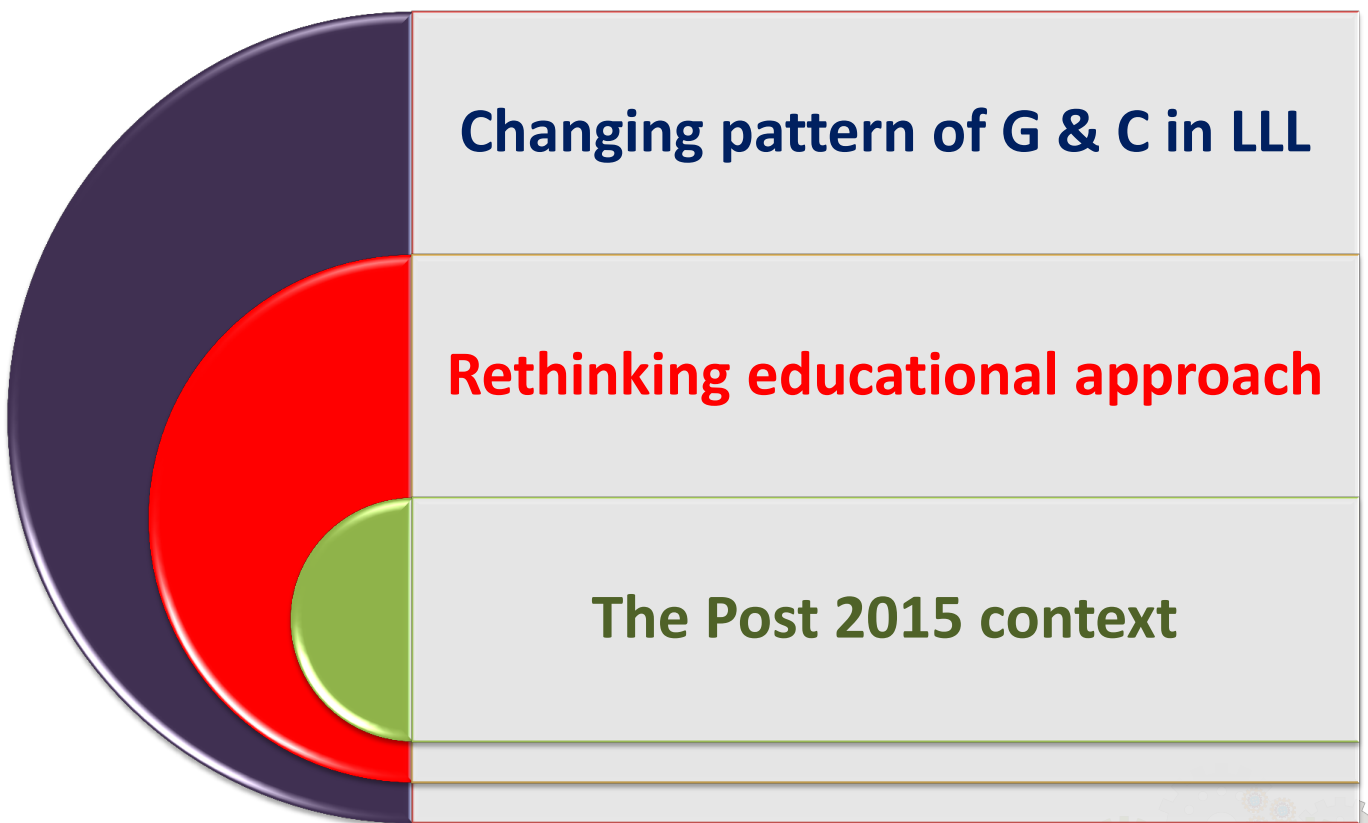 Changing pattern of G & C in LLL
Rethinking educational approach
The Post 2015 context